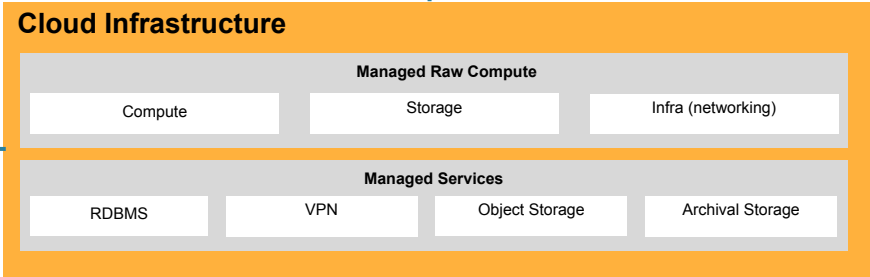 Cloud Infrastructure
Managed Raw Compute
Compute
Storage
Infra (networking)
Managed Services
RDBMS
VPN
Object Storage
Archival Storage